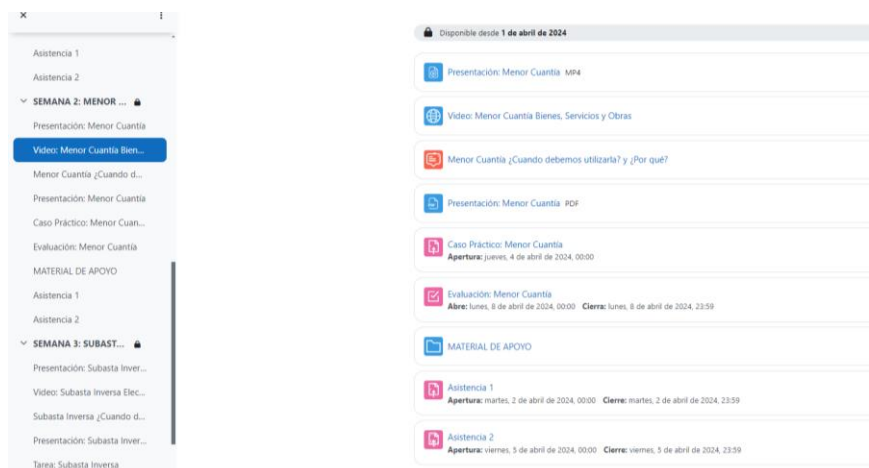 Asistencia 1
Asistencia 2
SEMANA 2: MENOR ...
Presentación: Menor Cuantía
Video: Menor Cuantía Bien...
Menor Cuantía ¿Cuando d...
Presentación: Menor Cuantía
Caso Práctico: Menor Cuan...
Evaluación: Menor Cuantía
MATERIAL DE APOYO
Asistencia 1
Asistencia 2
SEMANA 3: SUBAST...
Presentación: Subasta Inver...
Video: Subasta Inversa Elec...
Subasta Inversa ¿Cuando d...
Presentación: Subasta Inver...
Tarea: Subasta Inversa
Disponible desde 1 de abril de 2024
Presentación: Menor Cuantía MP4
Video: Menor Cuantía Bienes, Servicios y Obras
Menor Cuantía ¿Cuando debemos utilizarla? y ¿Por qué?
Presentación: Menor Cuantía PDF
Caso Práctico: Menor Cuantía
Apertura: jueves, 4 de abril de 2024, 00:00
Evaluación: Menor Cuantía
Abre: lunes, 8 de abril de 2024, 00:00 Cierra: lunes, 8 de abril de 2024, 23:59
MATERIAL DE APOYO
Asistencia 1
Apertura: martes, 2 de abril de 2024, 00:00 Cierre: martes, 2 de abril de 2024, 23:59
Asistencia 2
Apertura: viernes, 5 de abril de 2024, 00:00 Cierre: viernes, 5 de abril de 2024, 23:59